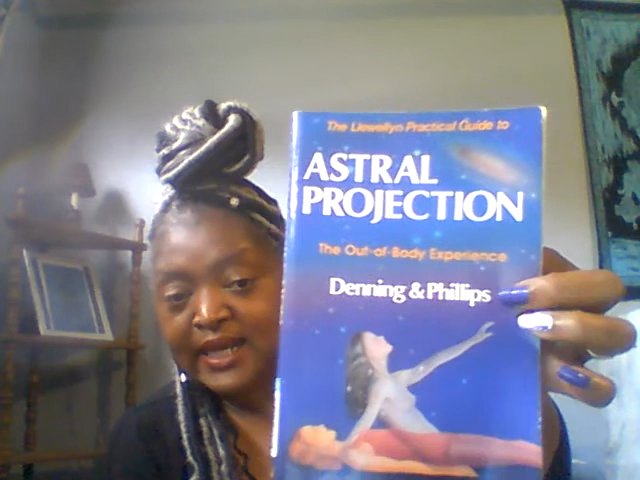 The Llewellyn Practical Guide to
ASTRAL
PROJECTION
The Out-of-Body Experience
Denning & Phillips